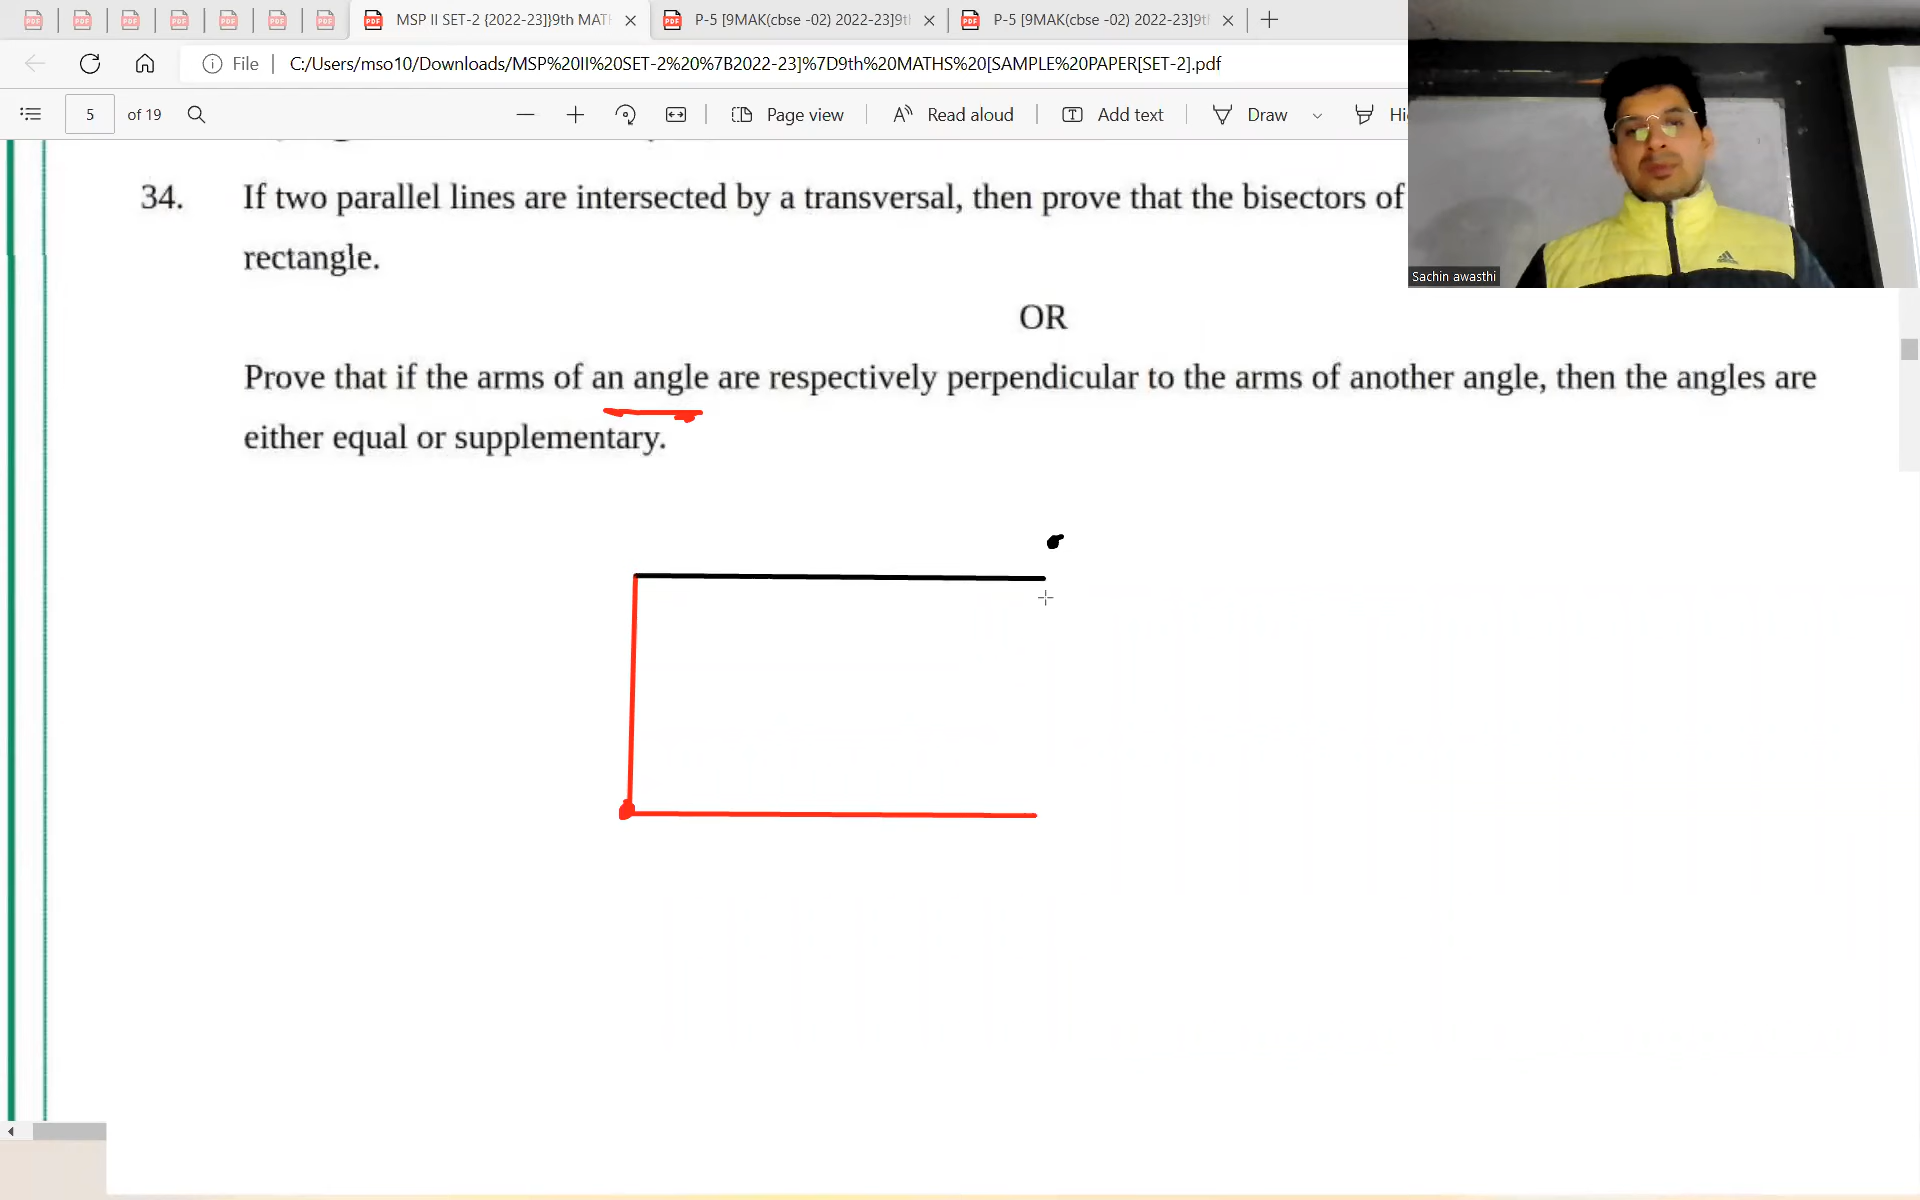 MSP II SET-2 {2022-23]}9th MATH
P-5 [9MAK(cbse -02) 2022-23]9t
P-5 [9MAK(cbse -02) 2022-23]9t
File
C:/Users/mso10/Downloads/MSP%20II%20SET-2%20%7B2022-23]%7D9th%20MATHS%20[SAMPLE%20PAPER[SET-2].pdf
5 of 19
Page view
Read aloud
Add text
Draw
Hi
Sachin awasthi
34. If two parallel lines are intersected by a transversal, then prove that the bisectors of
rectangle.
OR
Prove that if the arms of an angle are respectively perpendicular to the arms of another angle, then the angles are
either equal or supplementary.